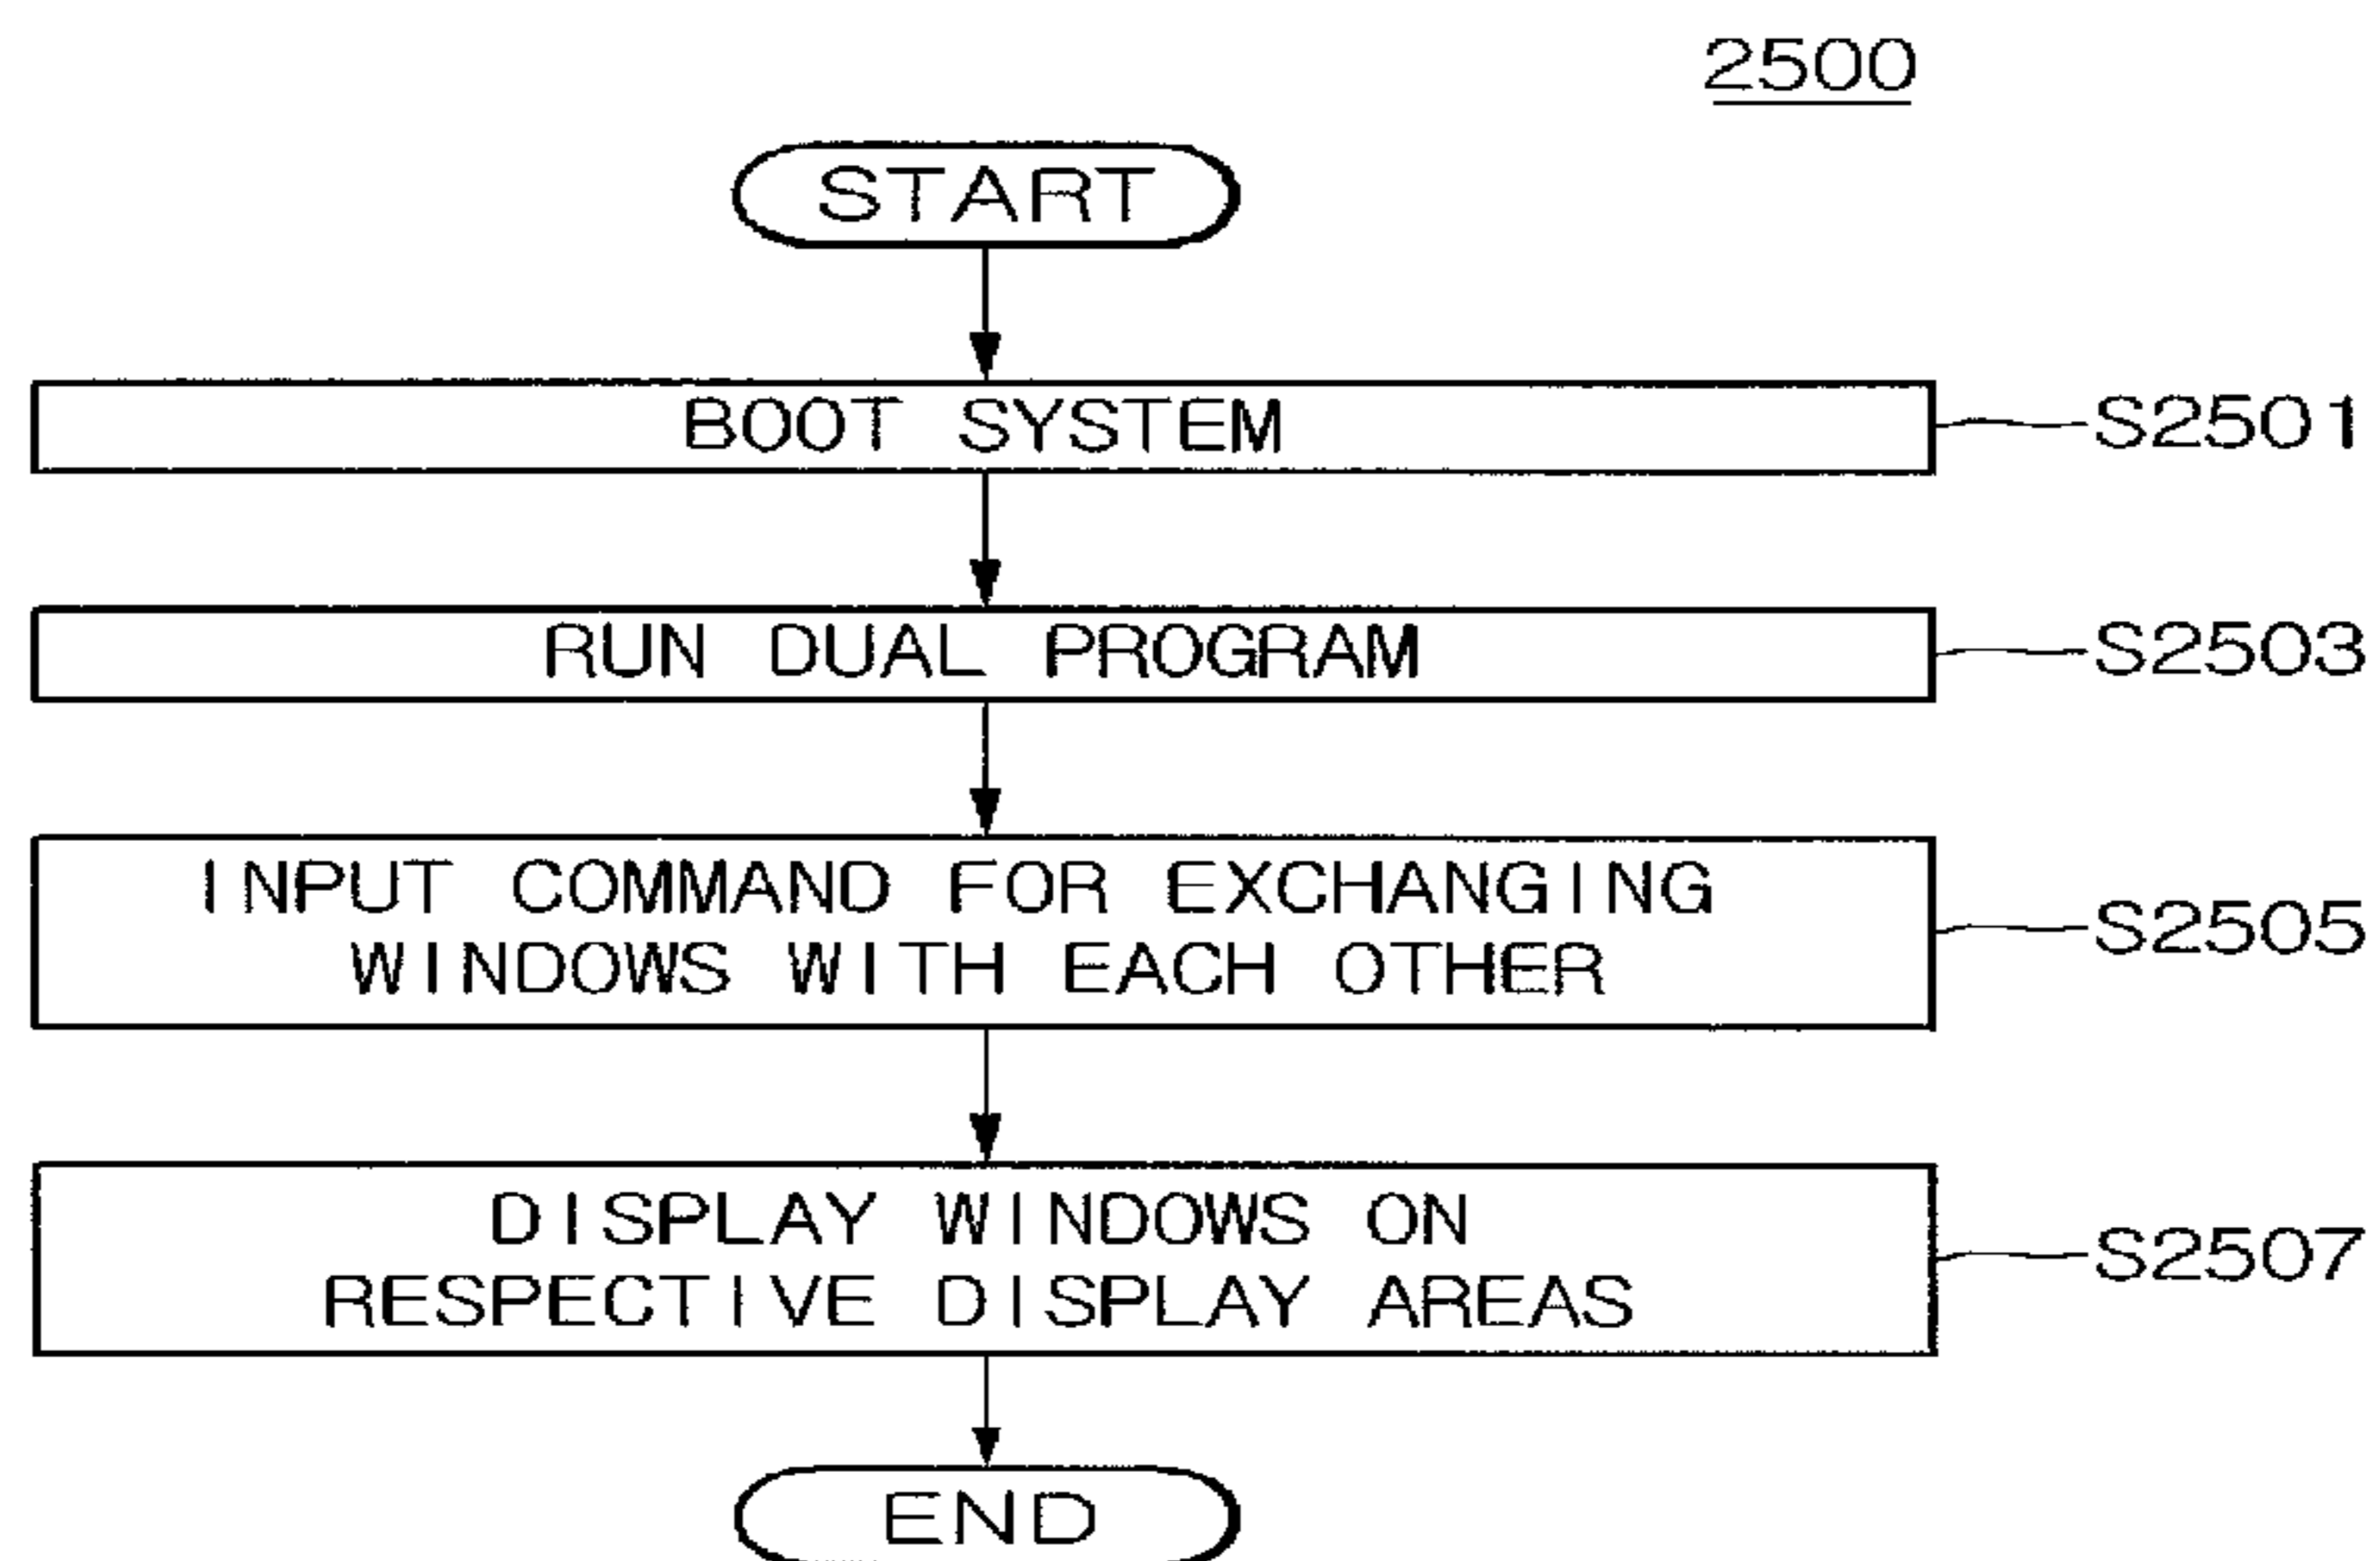 2500
START
BOOT SYSTEM
S2501
RUN DUAL PROGRAM
S2503
INPUT COMMAND FOR EXCHANGING
WINDOWS WITH EACH OTHER
S2505
DISPLAY WINDOWS ON
RESPECTIVE DISPLAY AREAS
S2507
END